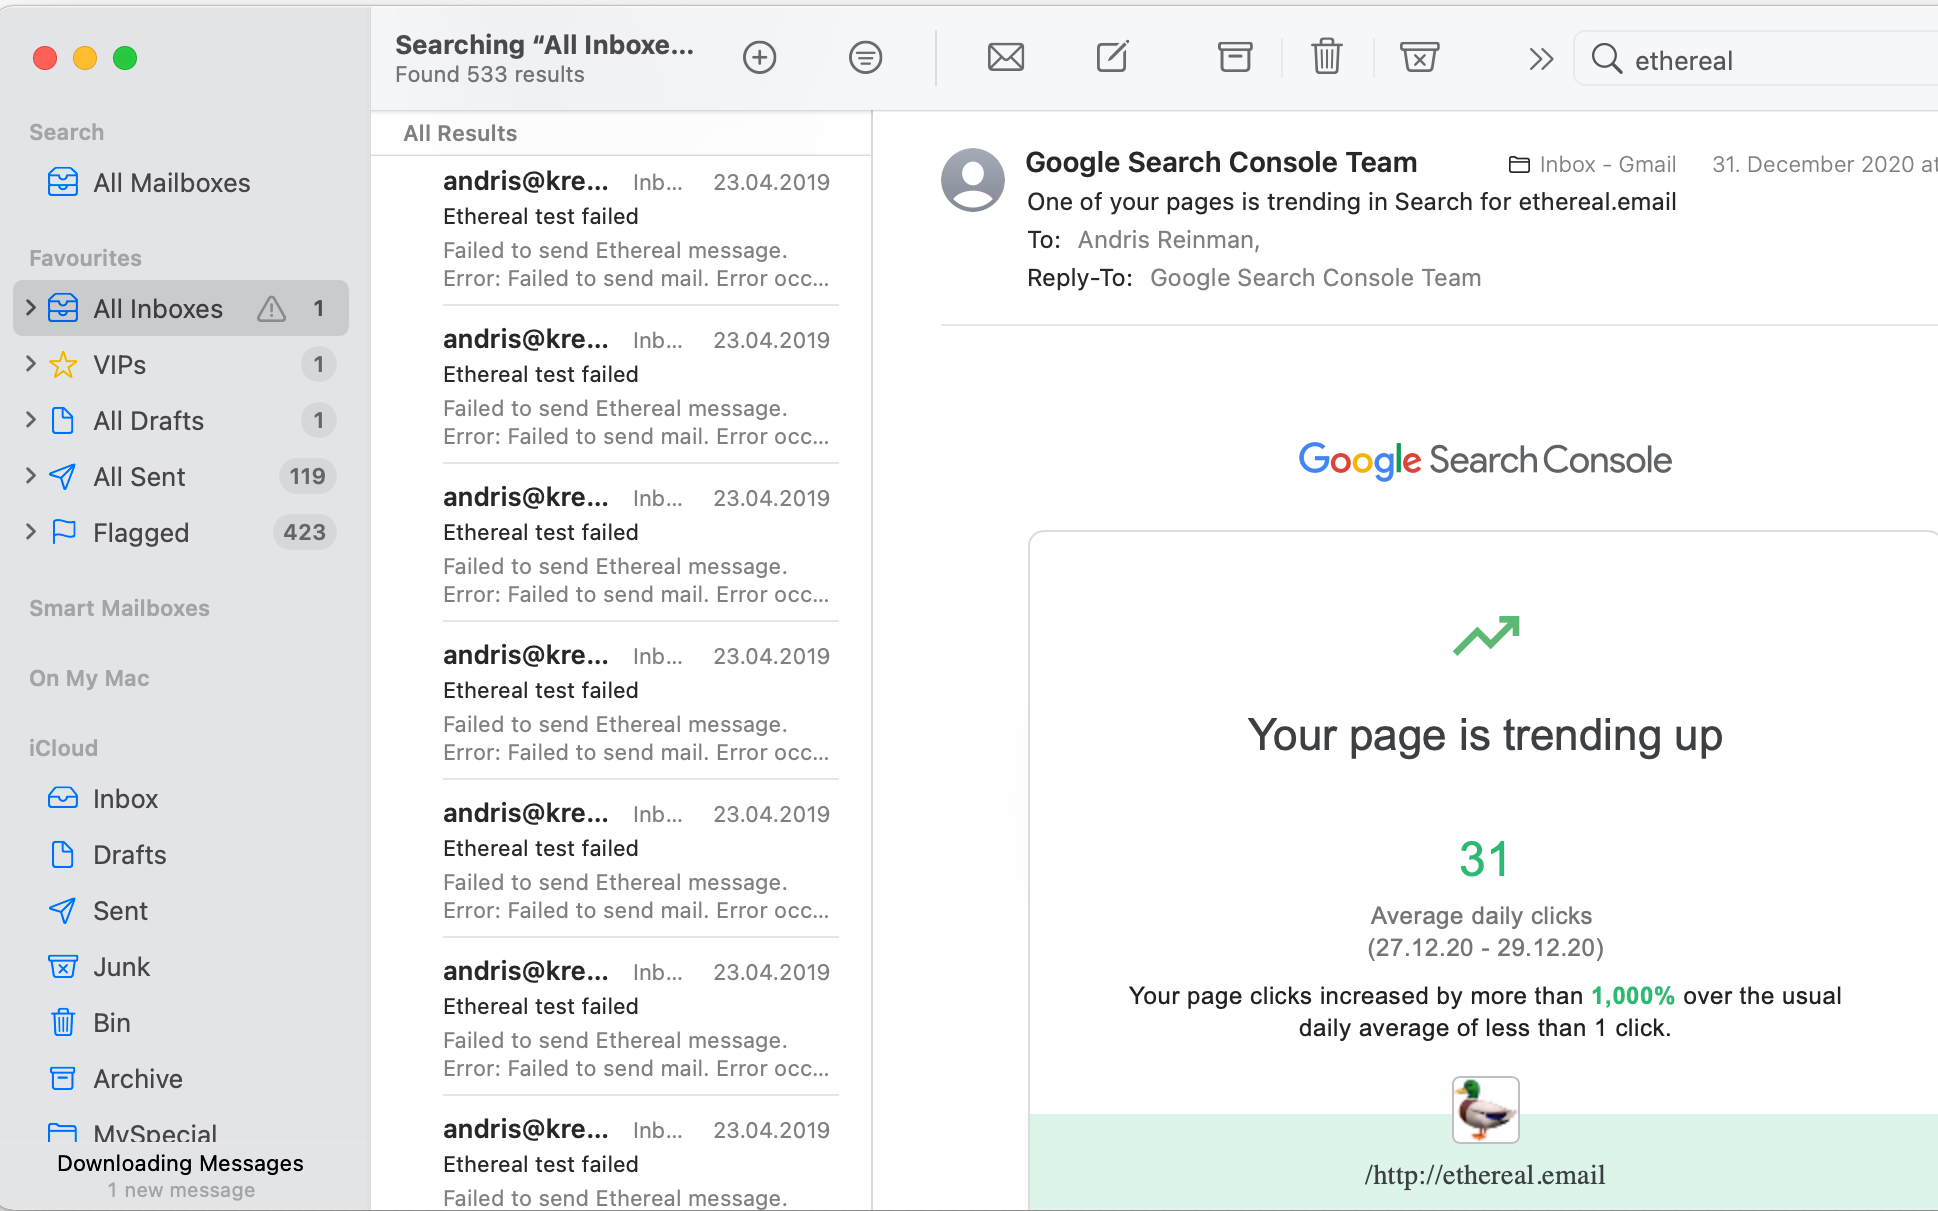 Searching “All Inboxe...
Found 533 results
ethereal
Search
All Mailboxes
Favourites
All Inboxes 1
VIPs 1
All Drafts 1
All Sent 119
Flagged 423
Smart Mailboxes
On My Mac
iCloud
Inbox
Drafts
Sent
Junk
Bin
Archive
MySpecial
Downloading Messages
1 new message
All Results
andris@kre... Inb... 23.04.2019
Ethereal test failed
Failed to send Ethereal message.
Error: Failed to send mail. Error occ...
andris@kre... Inb... 23.04.2019
Ethereal test failed
Failed to send Ethereal message.
Error: Failed to send mail. Error occ...
andris@kre... Inb... 23.04.2019
Ethereal test failed
Failed to send Ethereal message.
Error: Failed to send mail. Error occ...
andris@kre... Inb... 23.04.2019
Ethereal test failed
Failed to send Ethereal message.
Error: Failed to send mail. Error occ...
andris@kre... Inb... 23.04.2019
Ethereal test failed
Failed to send Ethereal message.
Error: Failed to send mail. Error occ...
andris@kre... Inb... 23.04.2019
Ethereal test failed
Failed to send Ethereal message.
Error: Failed to send mail. Error occ...
andris@kre... Inb... 23.04.2019
Ethereal test failed
Failed to send Ethereal message.
Google Search Console Team Inbox - Gmail 31. December 2020 at
One of your pages is trending in Search for ethereal.email
To: Andris Reinman,
Reply-To: Google Search Console Team
Google Search Console
Your page is trending up
31
Average daily clicks
(27.12.20 - 29.12.20)
Your page clicks increased by more than 1,000% over the usual
daily average of less than 1 click.
/http://ethereal.email